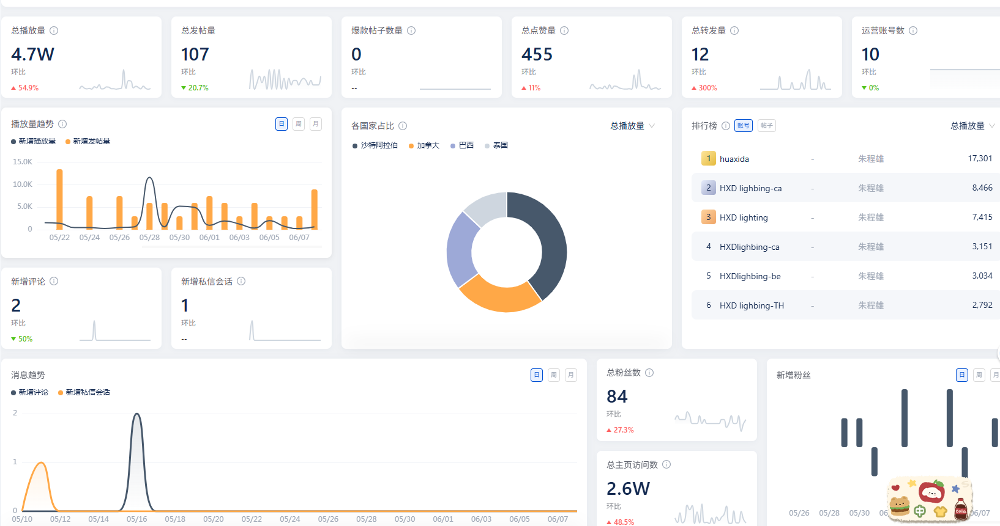 总播放量
4.7W
环比
54.9%
总发帖量
107
环比
20.7%
爆款帖子数量
0
环比
--
总点赞量
455
环比
11%
总转发量
12
环比
300%
运营账号数
10
环比
0%
播放量趋势
日 周 月
新增播放量 新增发帖量
15.0K
10.0K
5.0K
0
05/22 05/24 05/26 05/28 05/30 06/01 06/03 06/05 06/07
各国家占比
总播放量
沙特阿拉伯 加拿大 巴西 泰国
排行榜 账号 帖子
总播放量
1 huaxida - 朱程雄 17,301
2 HXD lighbing-ca - 朱程雄 8,466
3 HXD lighting - 朱程雄 7,415
4 HXDlighbing-ca - 朱程雄 3,151
5 HXDlighbing-be - 朱程雄 3,034
6 HXD lighbing-TH - 朱程雄 2,792
新增评论
2
环比
50%
新增私信会话
1
环比
--
消息趋势
日 周 月
新增评论 新增私信会话
2
1
0
05/10 05/12 05/14 05/16 05/18 05/20 05/22 05/24 05/26 05/28 05/30 06/01 06/03 06/05 06/07
总粉丝数
84
环比
27.3%
总主页访问数
2.6W
环比
48.5%
新增粉丝
日 周 月
05/26 05/28 05/30 06/07
中
cola